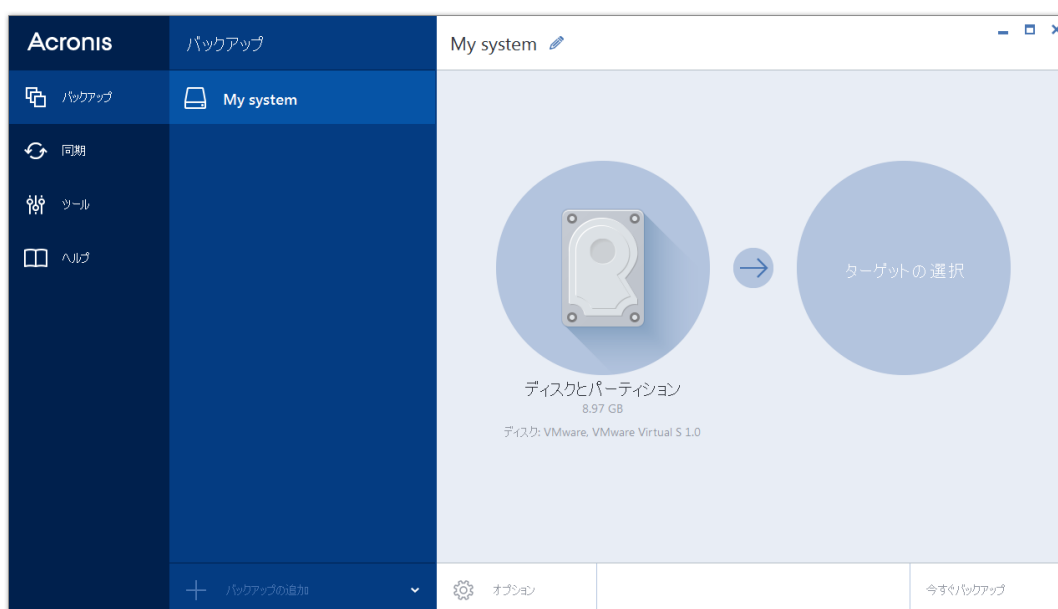 Acronis
バックアップ
同期
ツール
ヘルプ
バックアップ
My system
バックアップの追加
My system
ディスクとパーティション
8.97 GB
ディスク: VMware, VMware Virtual S 1.0
ターゲットの選択
オプション
今すぐバックアップ